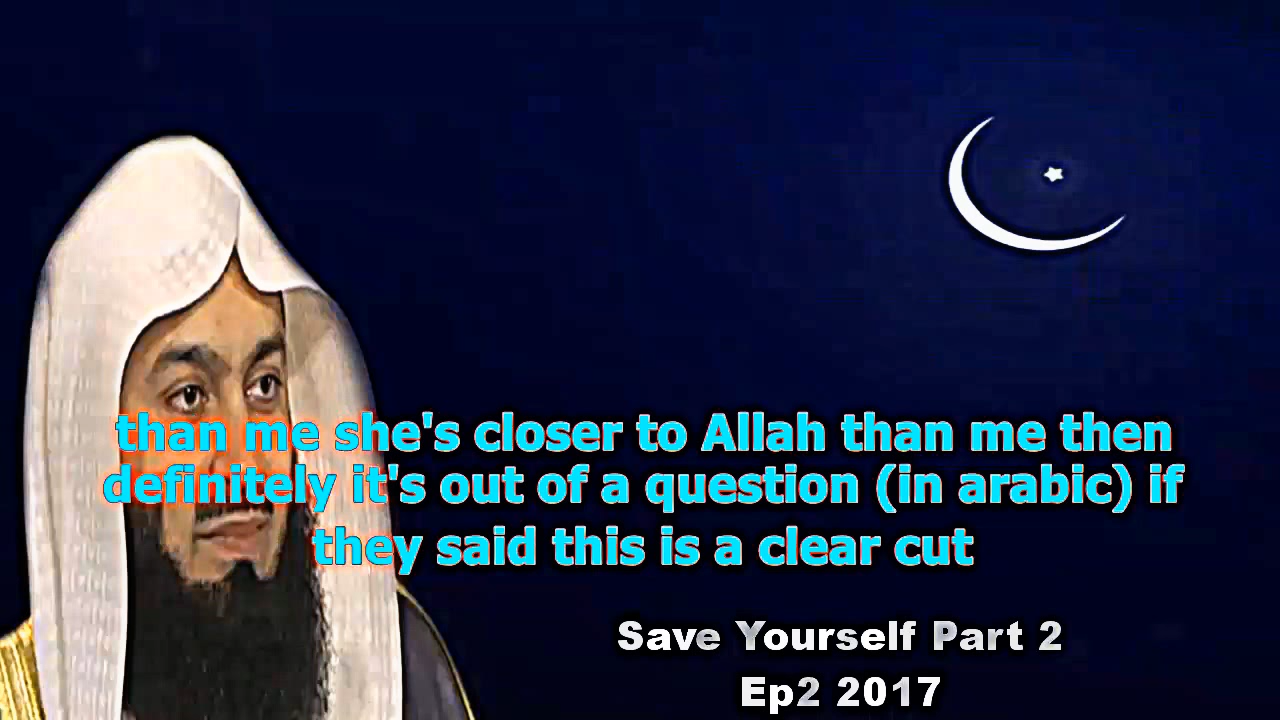 than me she's closer to Allah than me then
definitely it's out of a question (in arabic) if
they said this is a clear cut
Save Yourself Part 2
Ep2 2017